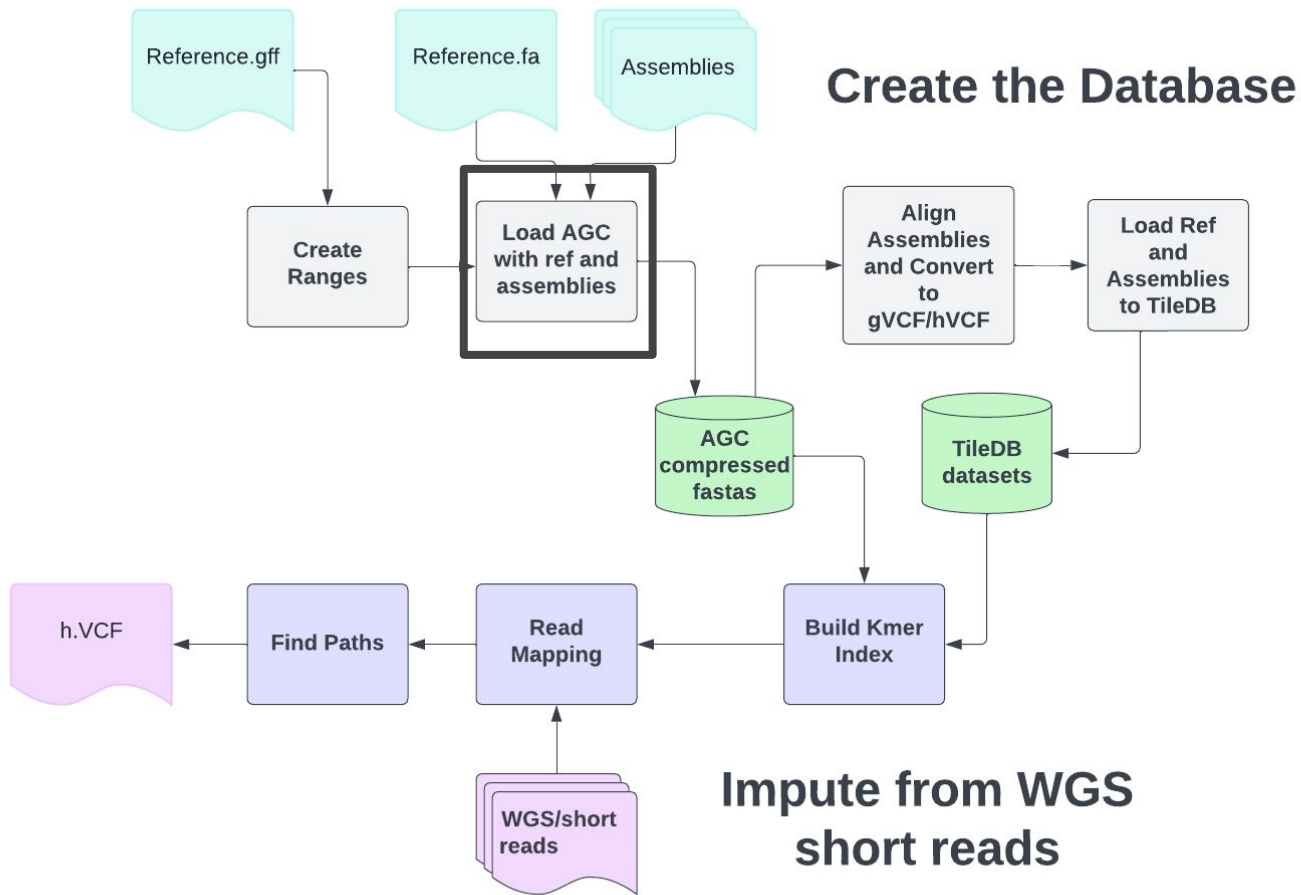 Reference.gff
Reference.fa
Assemblies
Create the Database
Create
Ranges
Load AGC
with ref and
assemblies
Align
Assemblies
and Convert
to
gVCF/hVCF
Load Ref
and
Assemblies
to TileDB
AGC
compressed
fastas
TileDB
datasets
h.VCF
Find Paths
Read
Mapping
Build Kmer
Index
WGS/short
reads
Impute from WGS
short reads